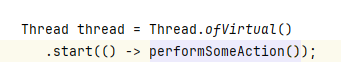 Thread thread = Thread.ofVirtual()
.start(() -> performSomeAction());